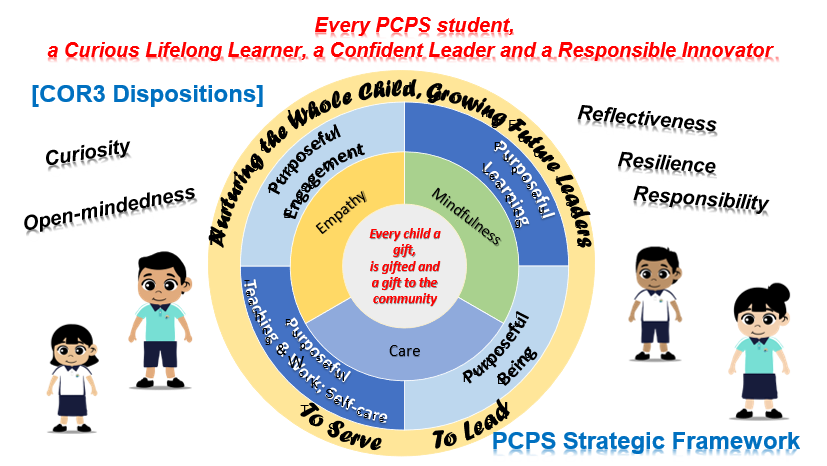 Every PCPS student,
a Curious Lifelong Learner, a Confident Leader and a Responsible Innovator
[COR3 Dispositions]
Curiosity
Open-mindedness
Reflectiveness
Resilience
Responsibility
Nurturing the Whole Child, Growing Future Leaders
Purposeful
Engagement
Purposeful
Learning
Empathy
Mindfulness
Every child a
gift,
is gifted and
a gift to the
community
Care
Purposeful
Teaching & Work; Self-care
Purposeful
Being
To Serve
To Lead
PCPS Strategic Framework